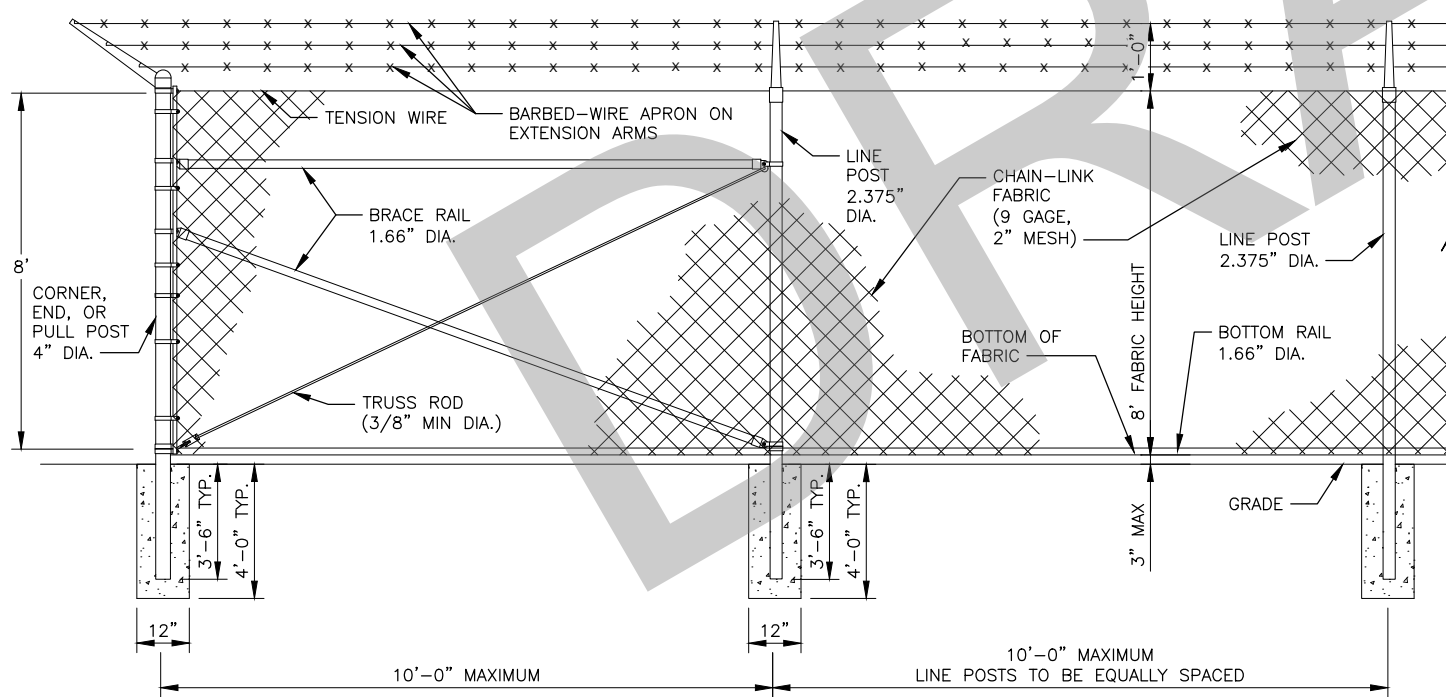 1'-0"
TENSION WIRE
BARBED-WIRE APRON ON
EXTENSION ARMS
LINE
POST
2.375"
DIA.
CHAIN-LINK
FABRIC
(9 GAGE,
2" MESH)
BRACE RAIL
1.66" DIA.
LINE POST
2.375" DIA.
8'
CORNER,
END, OR
PULL POST
4" DIA.
8' FABRIC HEIGHT
BOTTOM OF
FABRIC
BOTTOM RAIL
1.66" DIA.
TRUSS ROD
(3/8" MIN DIA.)
3'-6" TYP.
4'-0" TYP.
3'-6" TYP.
4'-0" TYP.
3" MAX
GRADE
12"
12"
10'-0" MAXIMUM
10'-0" MAXIMUM
LINE POSTS TO BE EQUALLY SPACED
DRA